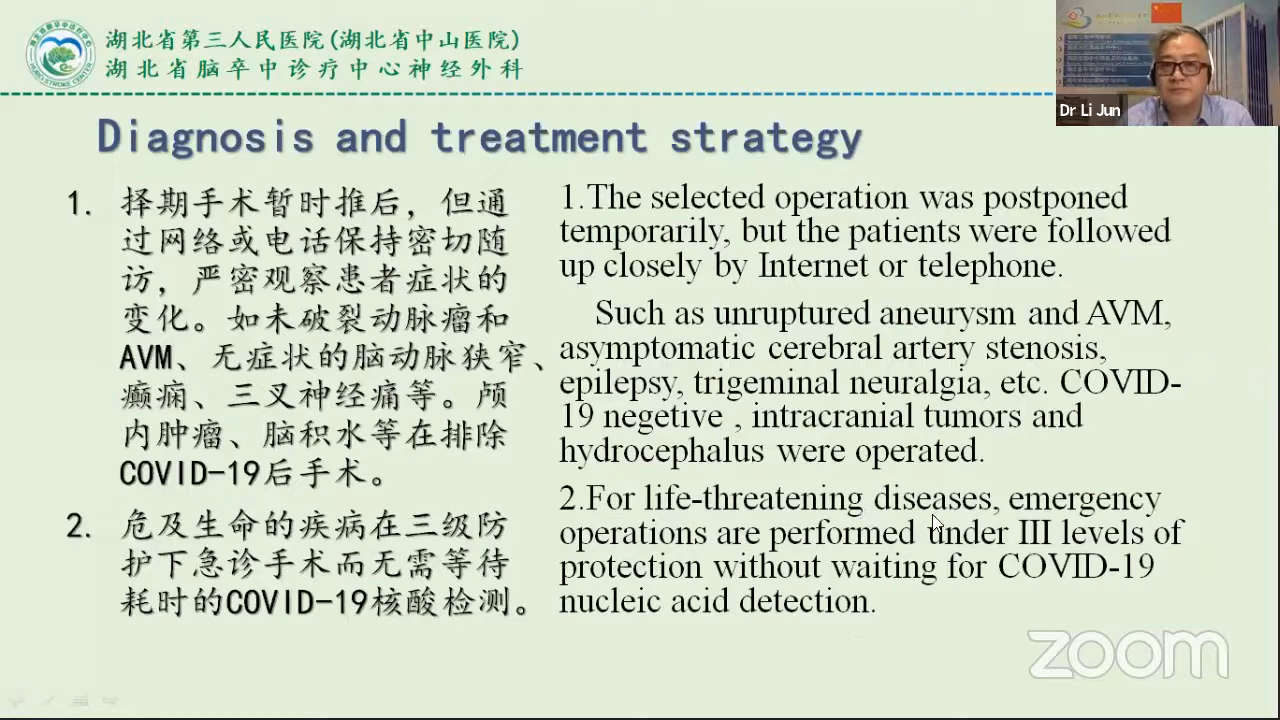 湖北省第三人民医院(湖北省中山医院)
湖北省脑卒中诊疗中心神经外科
Dr Li Jun
Diagnosis and treatment strategy
1. 择期手术暂时推后，但通
过网络或电话保持密切随
访，严密观察患者症状的
变化。如未破裂动脉瘤和
AVM、无症状的脑动脉狭窄、
癫痫、三叉神经痛等。颅
内肿瘤、脑积水等在排除
COVID-19后手术。
2. 危及生命的疾病在三级防
护下急诊手术而无需等待
耗时的COVID-19核酸检测。
1.The selected operation was postponed
temporarily, but the patients were followed
up closely by Internet or telephone.
Such as unruptured aneurysm and AVM,
asymptomatic cerebral artery stenosis,
epilepsy, trigeminal neuralgia, etc. COVID-
19 negetive , intracranial tumors and
hydrocephalus were operated.
2.For life-threatening diseases, emergency
operations are performed under III levels of
protection without waiting for COVID-19
nucleic acid detection.
zoom